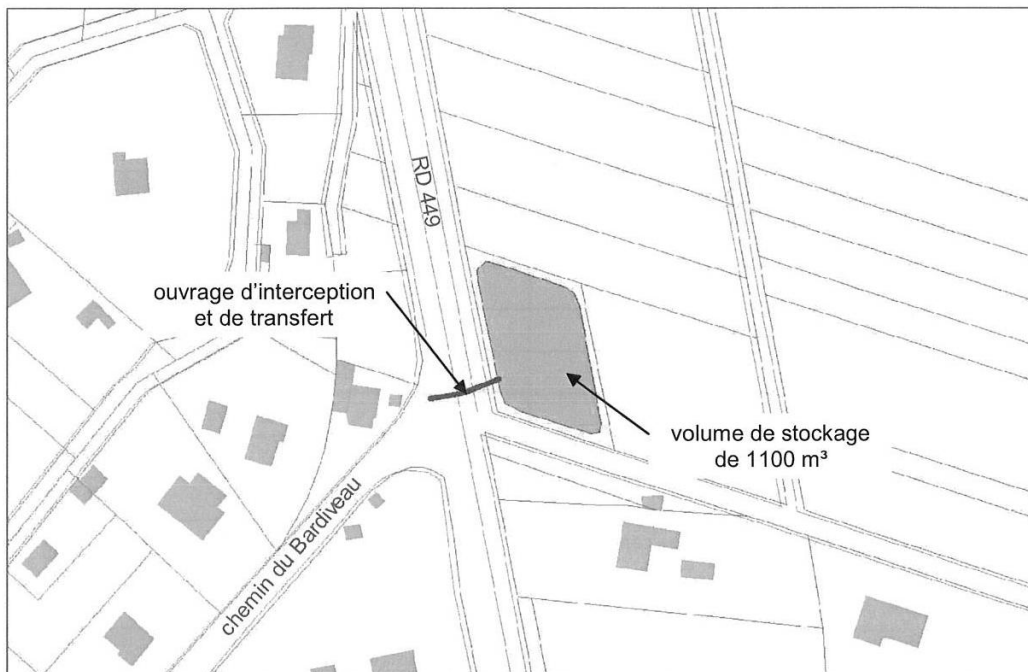 RD 449
ouvrage d'interception
et de transfert
volume de stockage
de 1100 m³
chemin du Bardiveau